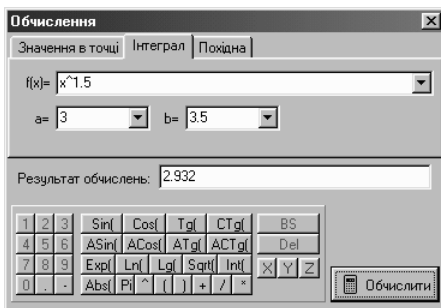 Обчислення
Значення в точці Інтеграл Похідна
f(x)= x^1.5
a= 3 b= 3.5
Результат обчислень: 2.932
1 2 3 Sin( Cos( Tg( CTg( BS
4 5 6 ASin( ACos( ATg( ACTg( Del
7 8 9 Exp( Ln( Lg( Sqrt( Int( X Y Z
0 . - Abs( Pi ^ ( ) + / * Обчислити